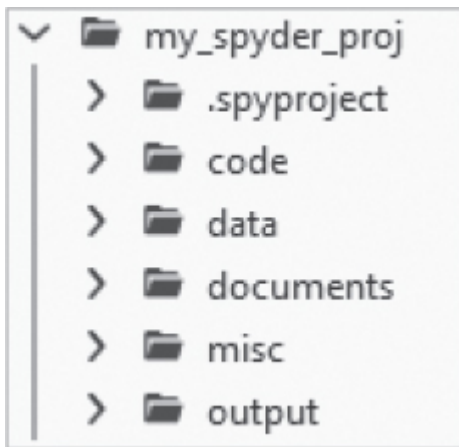 my_spyder_proj
.spyproject
code
data
documents
misc
output